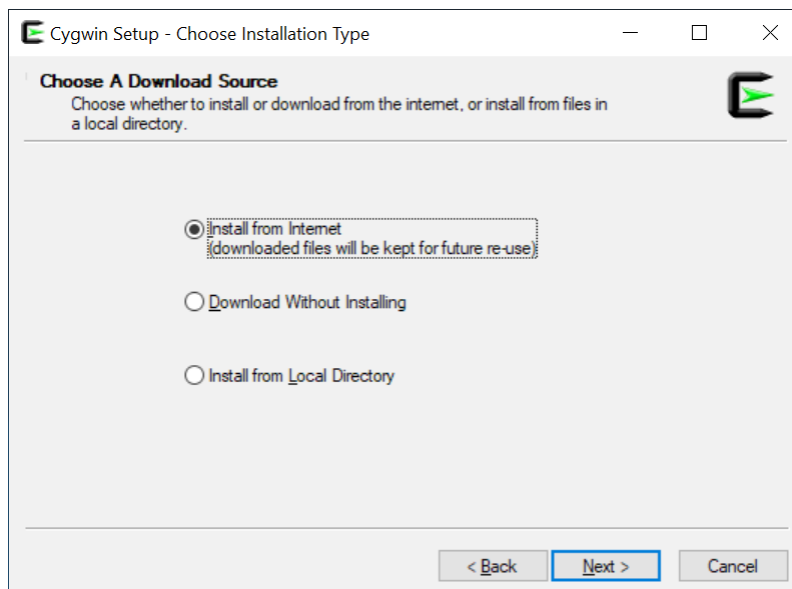 Cygwin Setup - Choose Installation Type
Choose A Download Source
Choose whether to install or download from the internet, or install from files in
a local directory.
Install from Internet
(downloaded files will be kept for future re-use)
Download Without Installing
Install from Local Directory
< Back Next > Cancel